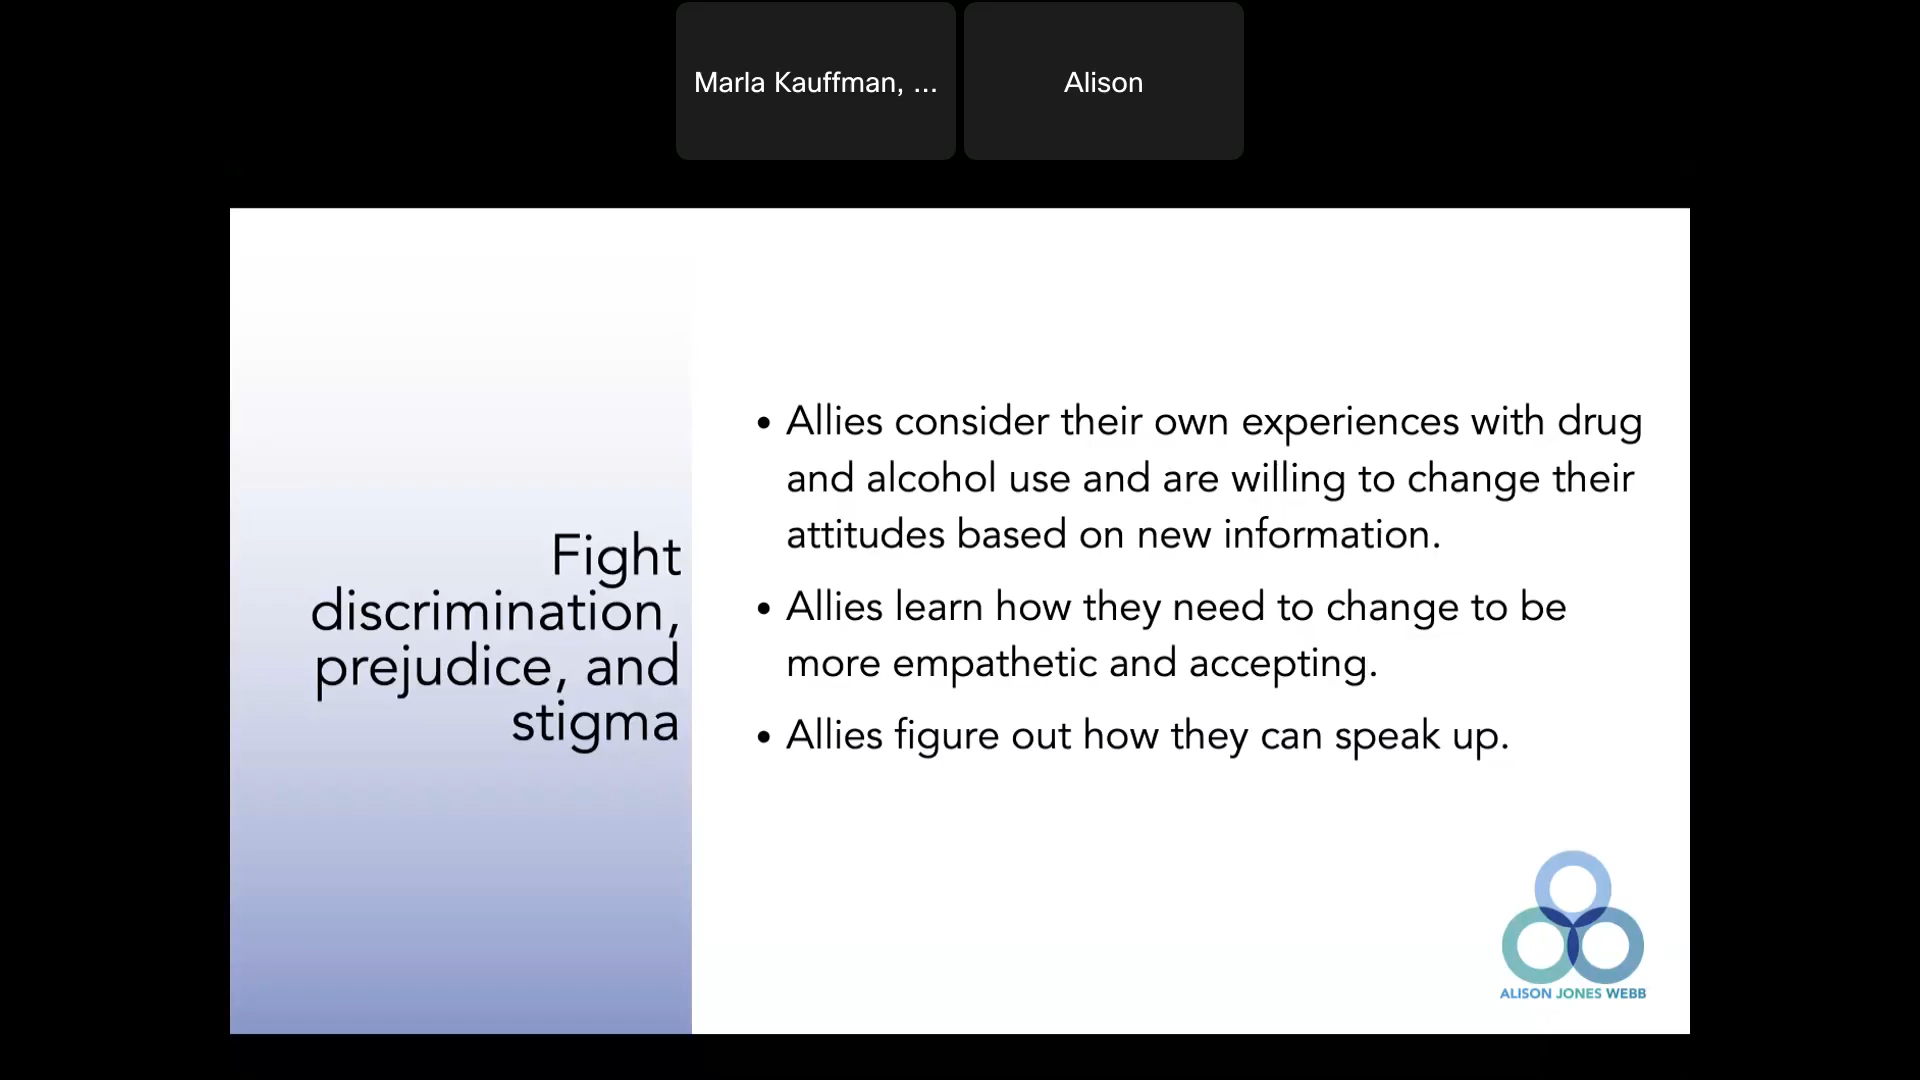 Marla Kauffman, ...
Alison
Fight
discrimination,
prejudice, and
stigma
• Allies consider their own experiences with drug
and alcohol use and are willing to change their
attitudes based on new information.
• Allies learn how they need to change to be
more empathetic and accepting.
• Allies figure out how they can speak up.
ALISON JONES WEBB